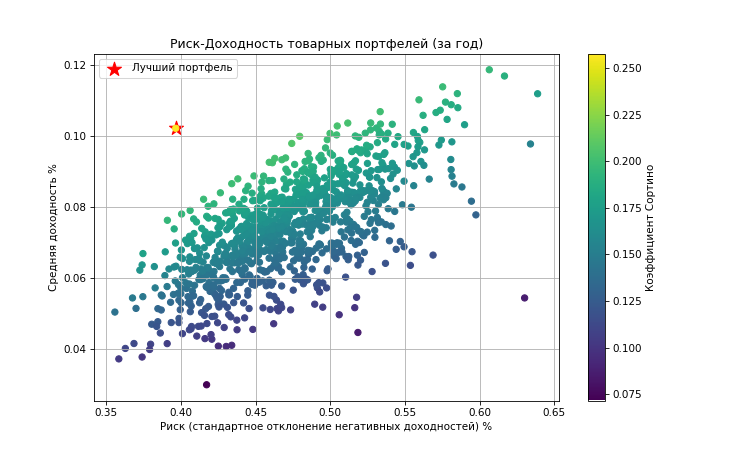 Риск-Доходность товарных портфелей (за год)
Лучший портфель
Средняя доходность %
0.12
0.10
0.08
0.06
0.04
0.35 0.40 0.45 0.50 0.55 0.60 0.65
Риск (стандартное отклонение негативных доходностей) %
0.250
0.225
0.200
0.175
0.150
0.125
0.100
0.075
Коэффициент Сортино